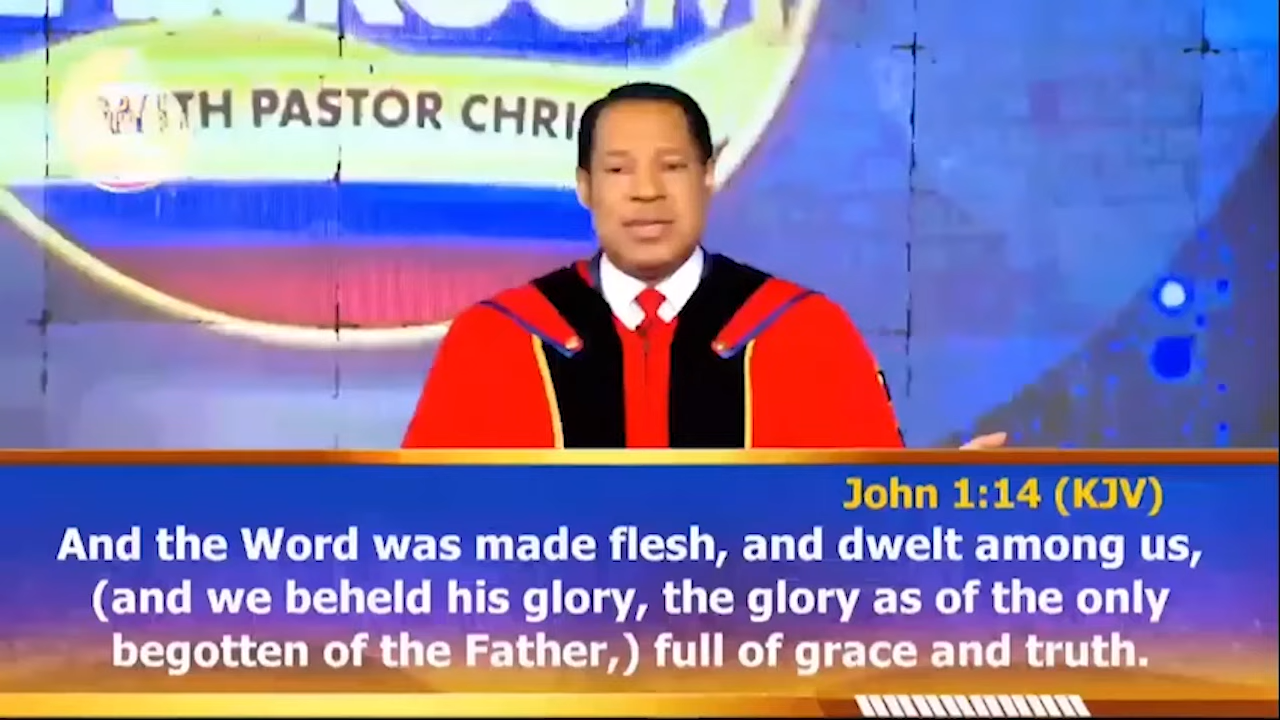 WITH PASTOR CHRI
John 1:14 (KJV)
And the Word was made flesh, and dwelt among us,
(and we beheld his glory, the glory as of the only
begotten of the Father,) full of grace and truth.